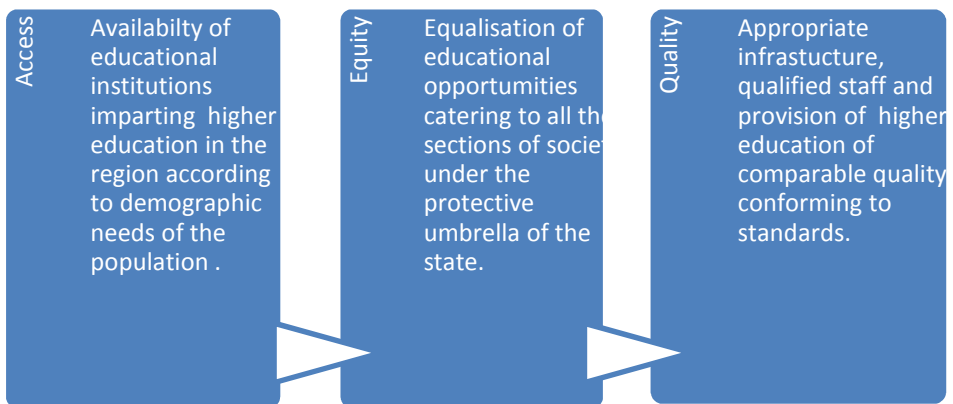 Access
Availabilty of
educational
institutions
imparting higher
education in the
region according
to demographic
needs of the
population .
Equity
Equalisation of
educational
opportumities
catering to all the
sections of societ
under the
protective
umbrella of the
state.
Quality
Appropriate
infrastucture,
qualified staff and
provision of higher
education of
comparable quality
conforming to
standards.